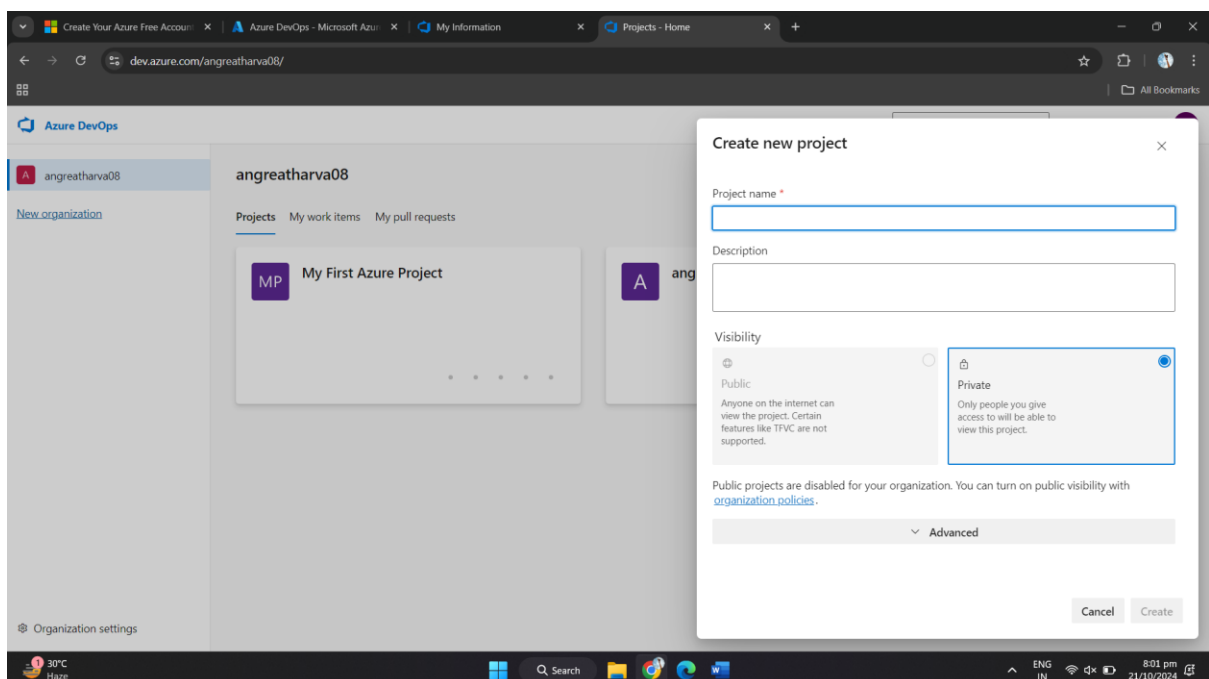 Create Your Azure Free Account
Azure DevOps - Microsoft Azur
My Information
Projects - Home
dev.azure.com/angreatharva08/
All Bookmarks
Azure DevOps
A angreatharva08
New organization
angreatharva08
Projects My work items My pull requests
MP My First Azure Project
A ang
Organization settings
Create new project
Project name *
Description
Visibility
Public
Anyone on the internet can
view the project. Certain
features like TFVC are not
supported.
Private
Only people you give
access to will be able to
view this project.
Public projects are disabled for your organization. You can turn on public visibility with
organization policies.
Advanced
Cancel Create
1
30°C
Haze
Search
W
ENG
IN
8:01 pm
21/10/2024